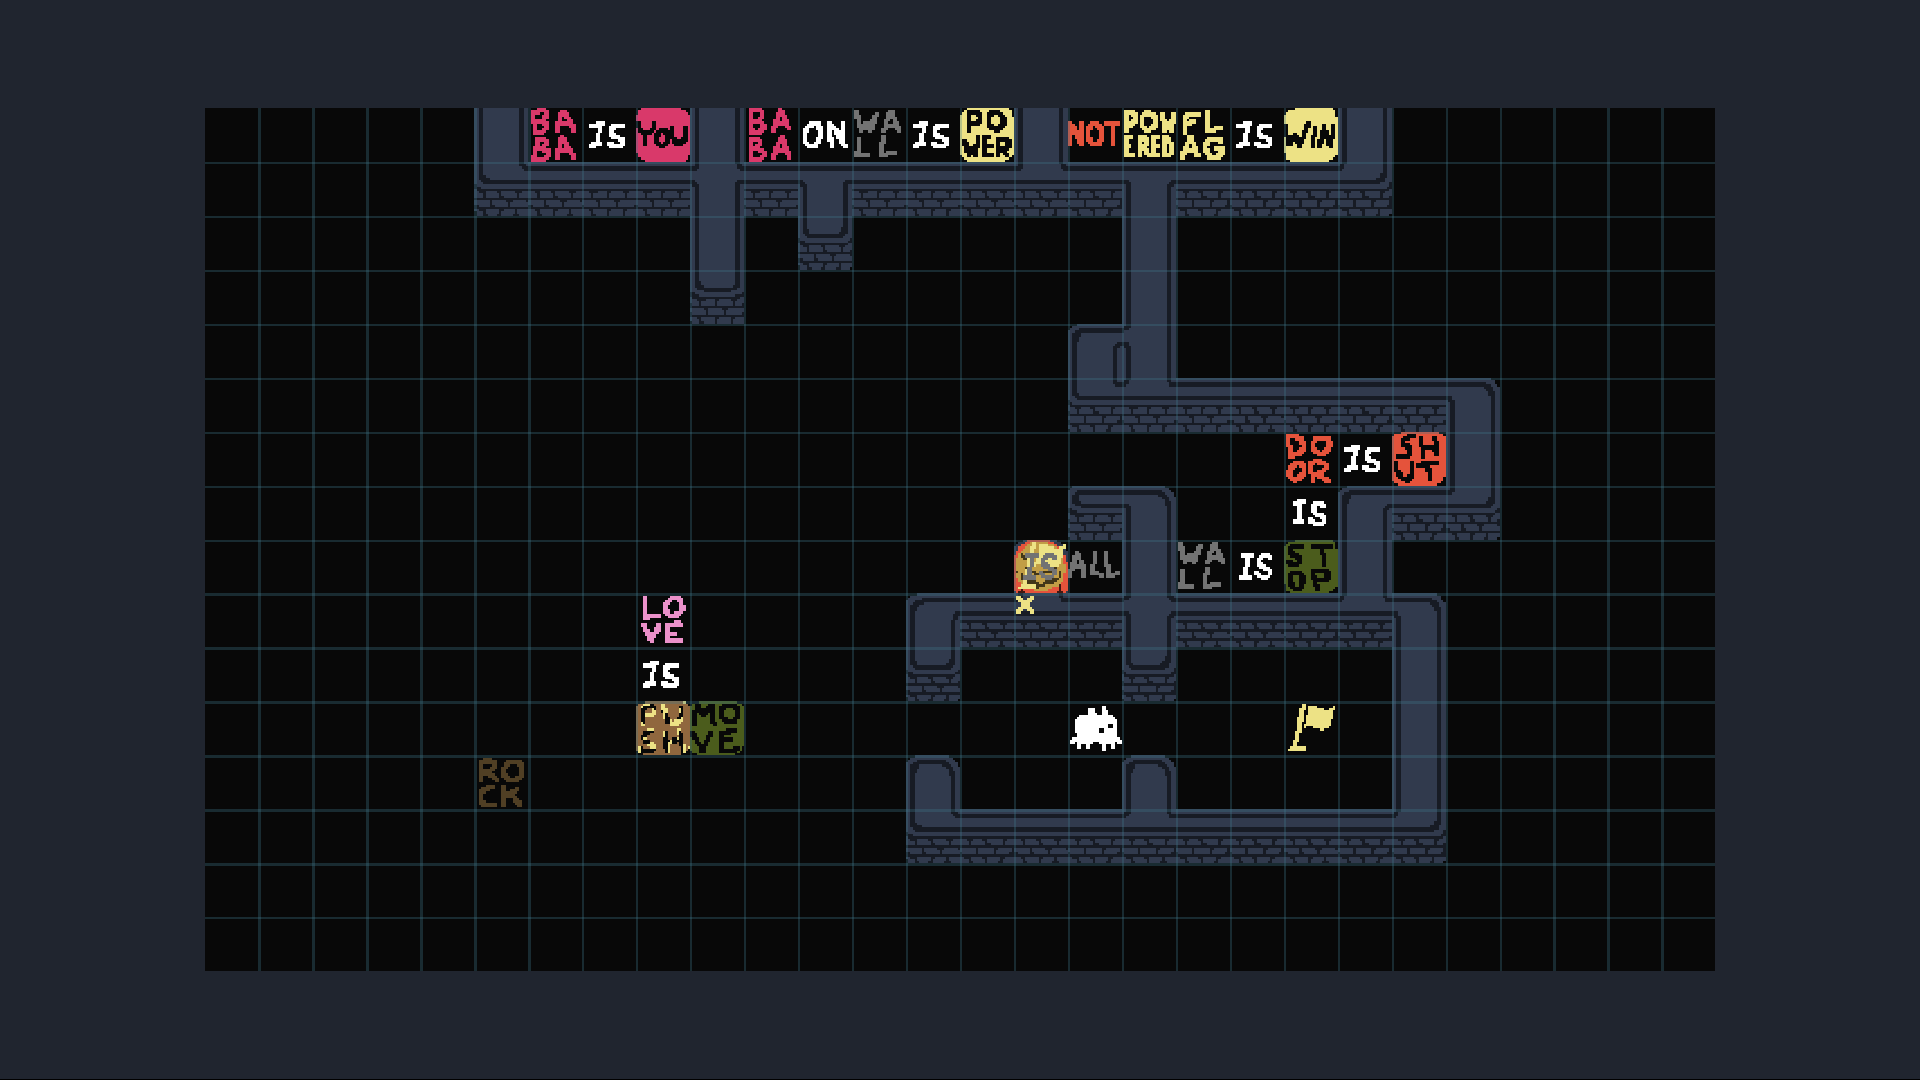 BABA IS YOU BABA ON WALL IS POWER NOT POWERED FLAG IS WIN
DOOR IS SHUT
IS
IS ALL WALL IS STOP
LOVE
IS
PUSH MOVE
ROCK